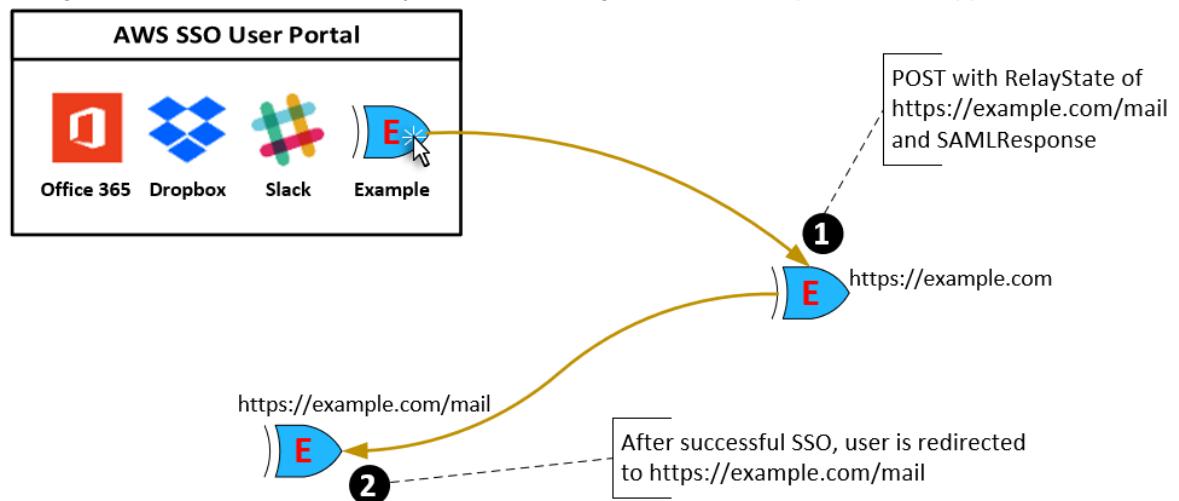 AWS SSO User Portal
E
Office 365
Dropbox
Slack
Example
POST with RelayState of
https://example.com/mail
and SAMLResponse
1
E
https://example.com
https://example.com/mail
E
2
After successful SSO, user is redirected
to https://example.com/mail